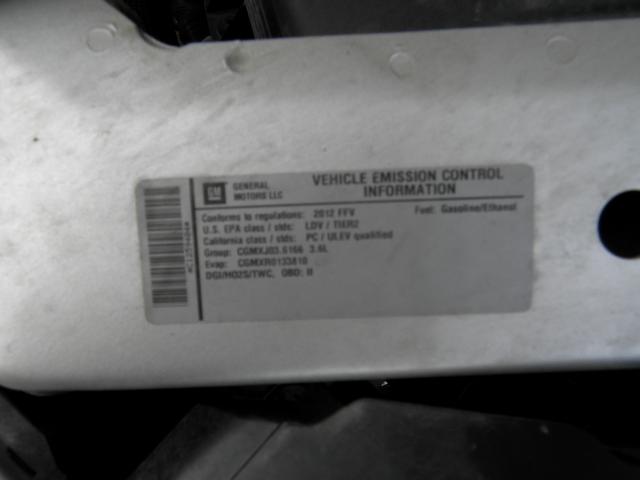 GM
GENERAL MOTORS LLC
VEHICLE EMISSION CONTROL
INFORMATION
Conforms to regulations: 2012 FFV Fuel: Gasoline/Ethanol
U.S. EPA class / stds: LDV / TIER2
California class / stds: PC / ULEV qualified
Group: CGMXJ03.6166 3.6L
Evap: CGMXR0133810
DGI/HO2S/TWC, OBD: II